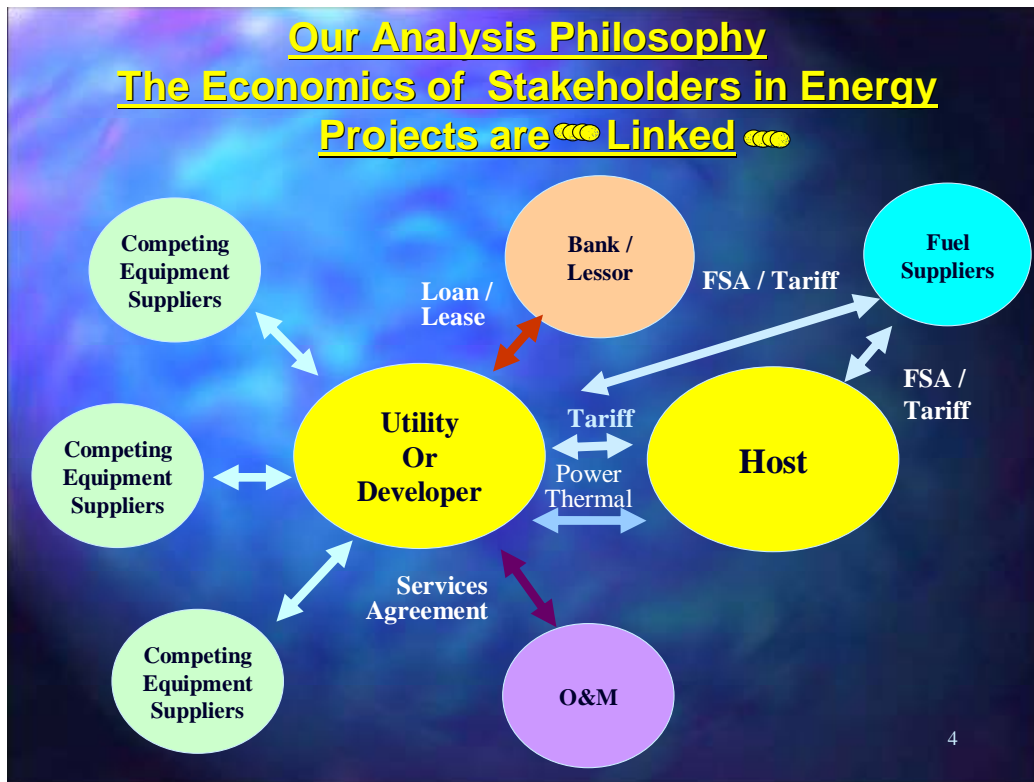 Our Analysis Philosophy
The Economics of  Stakeholders in Energy
Projects are Linked
Competing
Equipment
Suppliers
Bank /
Lessor
Fuel
Suppliers
Loan /
Lease
FSA / Tariff
FSA /
Tariff
Utility
Or
Developer
Tariff
Power
Thermal
Host
Competing
Equipment
Suppliers
Services
Agreement
Competing
Equipment
Suppliers
O&M
4